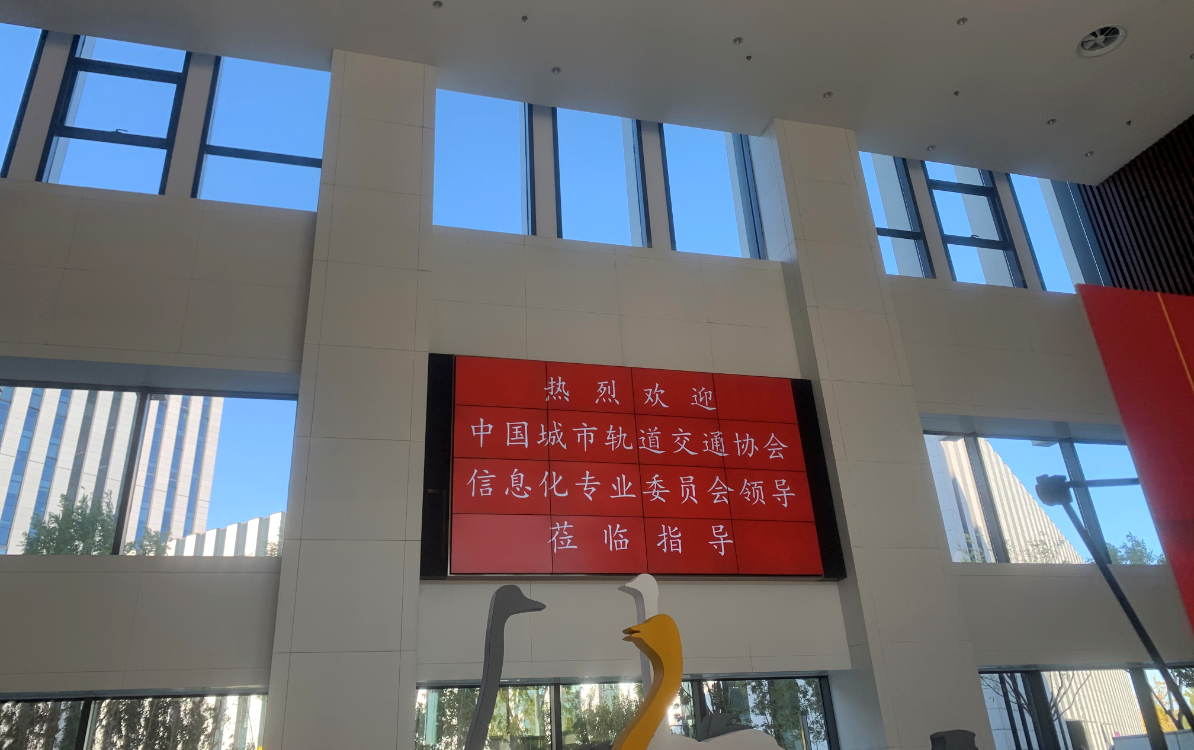 热烈欢迎
中国城市轨道交通协会
信息化专业委员会领导
莅临指导